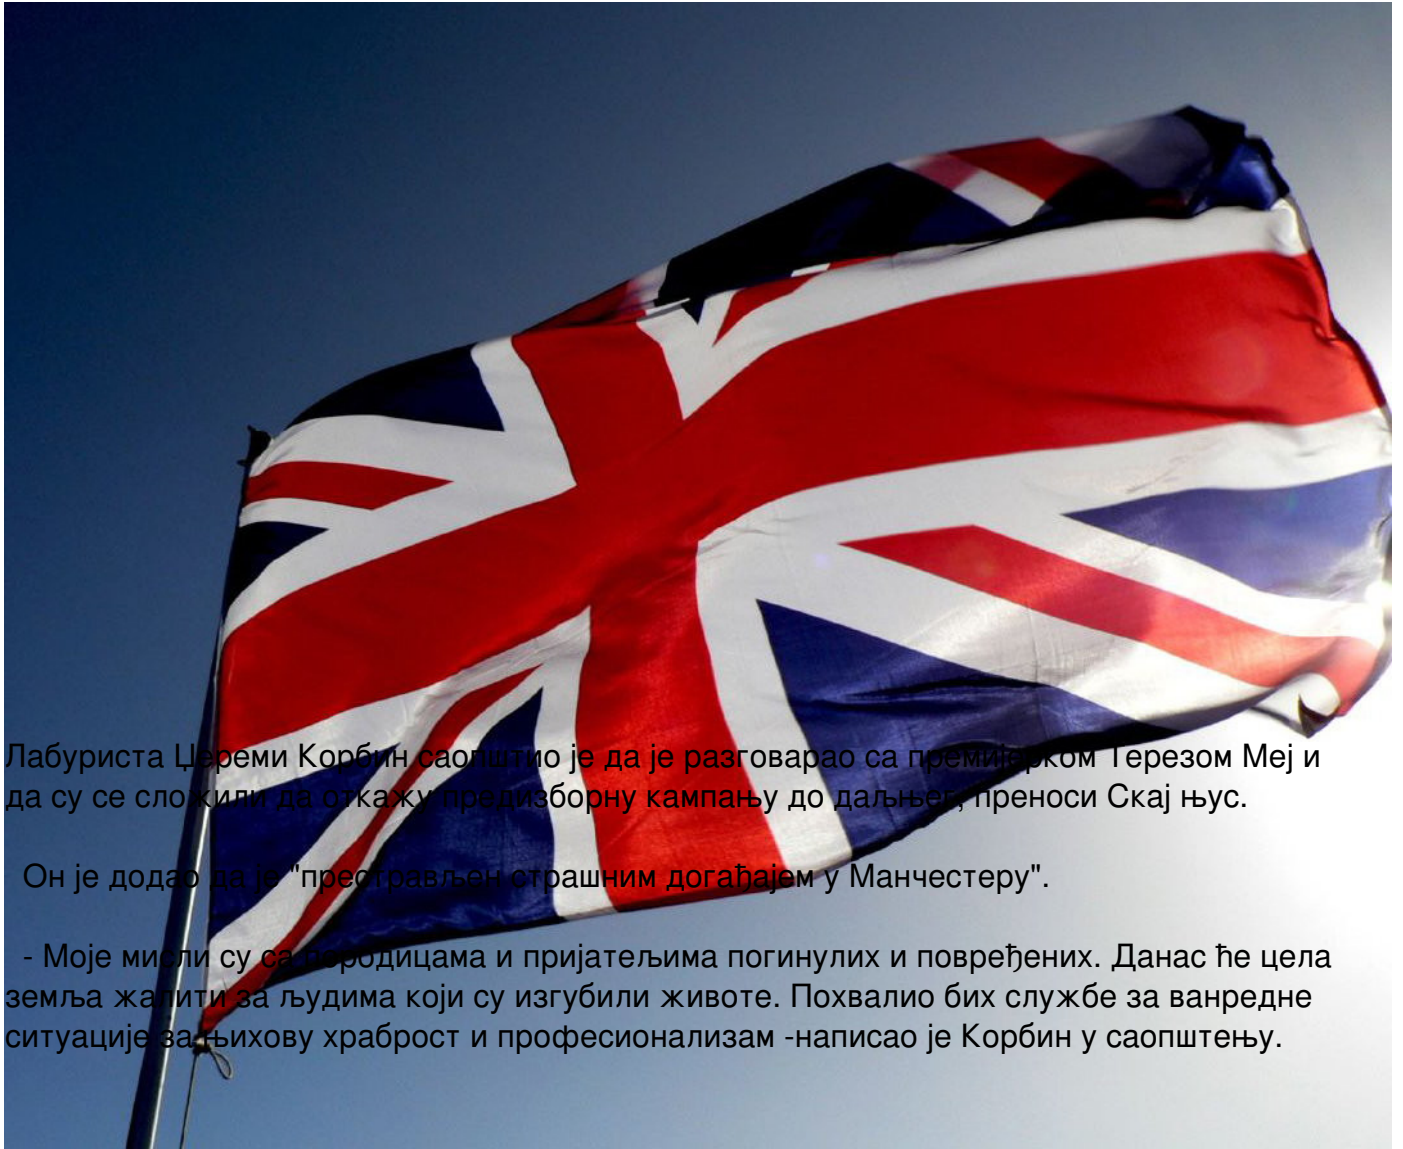 Лабуриста Џереми Корбин саопштио је да је разговарао са премијерком Терезом Меј и
да су се сложили да откажу предизборну кампању до даљњег, преноси Скај њус.
Он је додао да је "престрављен страшним догађајем у Манчестеру".
- Моје мисли су са породицама и пријатељима погинулих и повређених. Данас ће цела
земља жалити за људима који су изгубили животе. Похвалио бих службе за ванредне
ситуације за њихову храброст и професионализам -написао је Корбин у саопштењу.